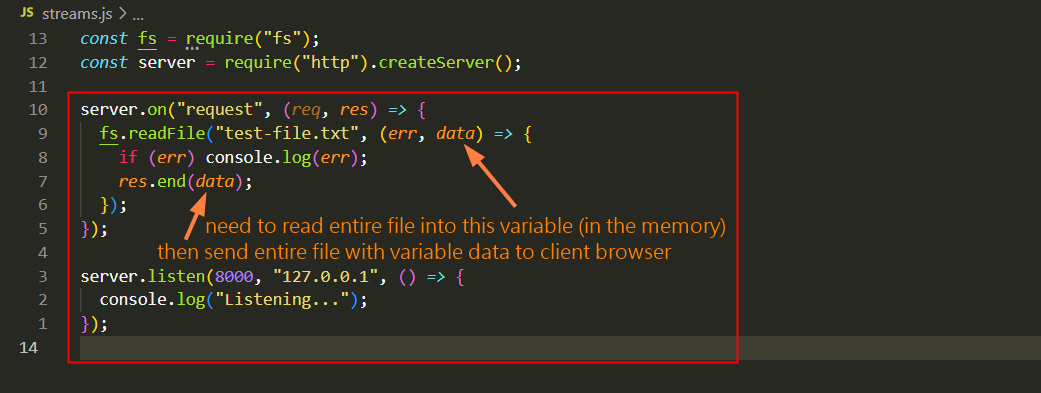 JS streams.js > ...
13 const fs = require("fs");
12 const server = require("http").createServer();
11
10 server.on("request", (req, res) => {
9 fs.readFile("test-file.txt", (err, data) => {
8 if (err) console.log(err);
7 res.end(data);
6 });
need to read entire file into this variable (in the memory)
5 });
then send entire file with variable data to client browser
4
3 server.listen(8000, "127.0.0.1", () => {
2 console.log("Listening...");
1 });
14